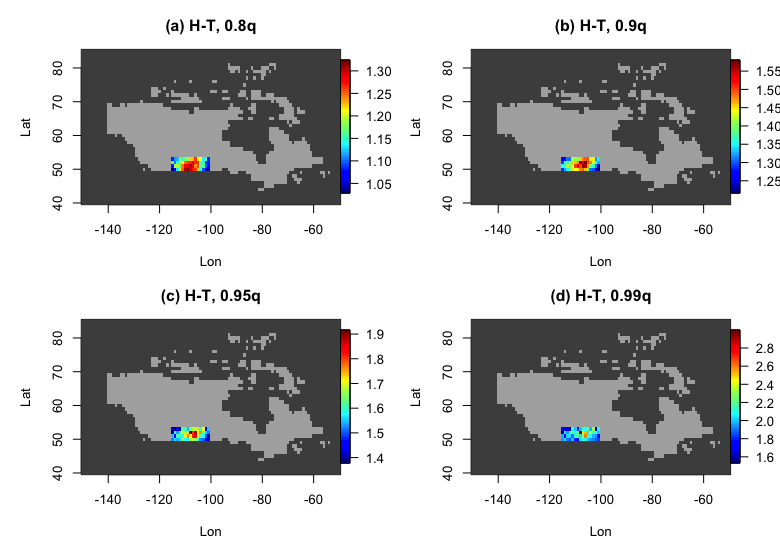 (a) H-T, 0.8q
Lat
80
70
60
50
40
-140 -120 -100 -80 -60
Lon
1.30
1.25
1.20
1.15
1.10
1.05
(b) H-T, 0.9q
Lat
80
70
60
50
40
-140 -120 -100 -80 -60
Lon
1.55
1.50
1.45
1.40
1.35
1.30
1.25
(c) H-T, 0.95q
Lat
80
70
60
50
40
-140 -120 -100 -80 -60
Lon
1.9
1.8
1.7
1.6
1.5
1.4
(d) H-T, 0.99q
Lat
80
70
60
50
40
-140 -120 -100 -80 -60
Lon
2.8
2.6
2.4
2.2
2.0
1.8
1.6